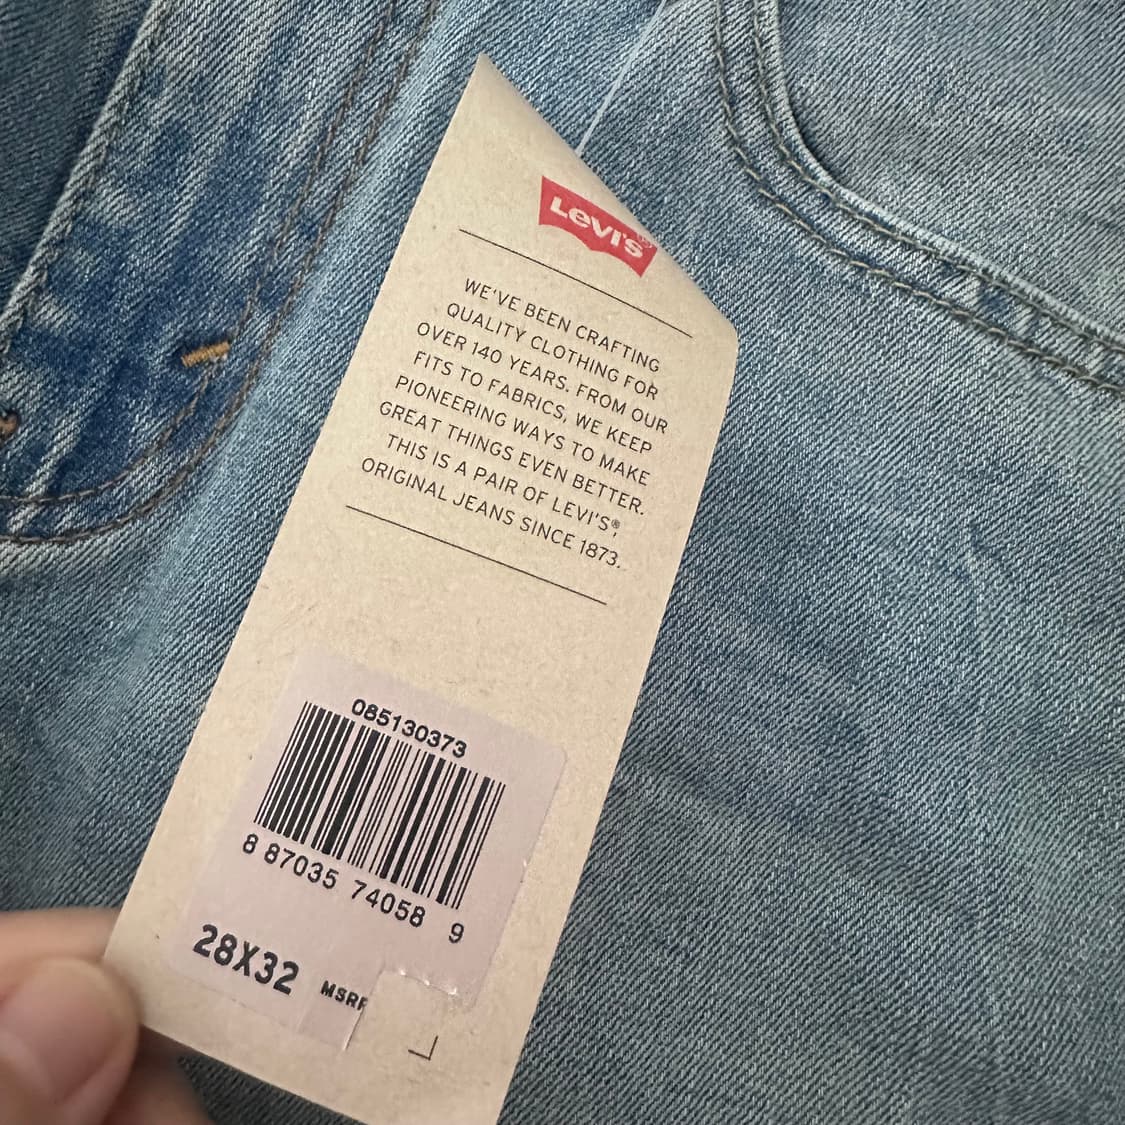 Levi's®
WE'VE BEEN CRAFTING
QUALITY CLOTHING FOR
OVER 140 YEARS. FROM OUR
FITS TO FABRICS, WE KEEP
PIONEERING WAYS TO MAKE
GREAT THINGS EVEN BETTER.
THIS IS A PAIR OF LEVI'S®,
ORIGINAL JEANS SINCE 1873.
085130373
8 87035 74058 9
28X32 MSRP